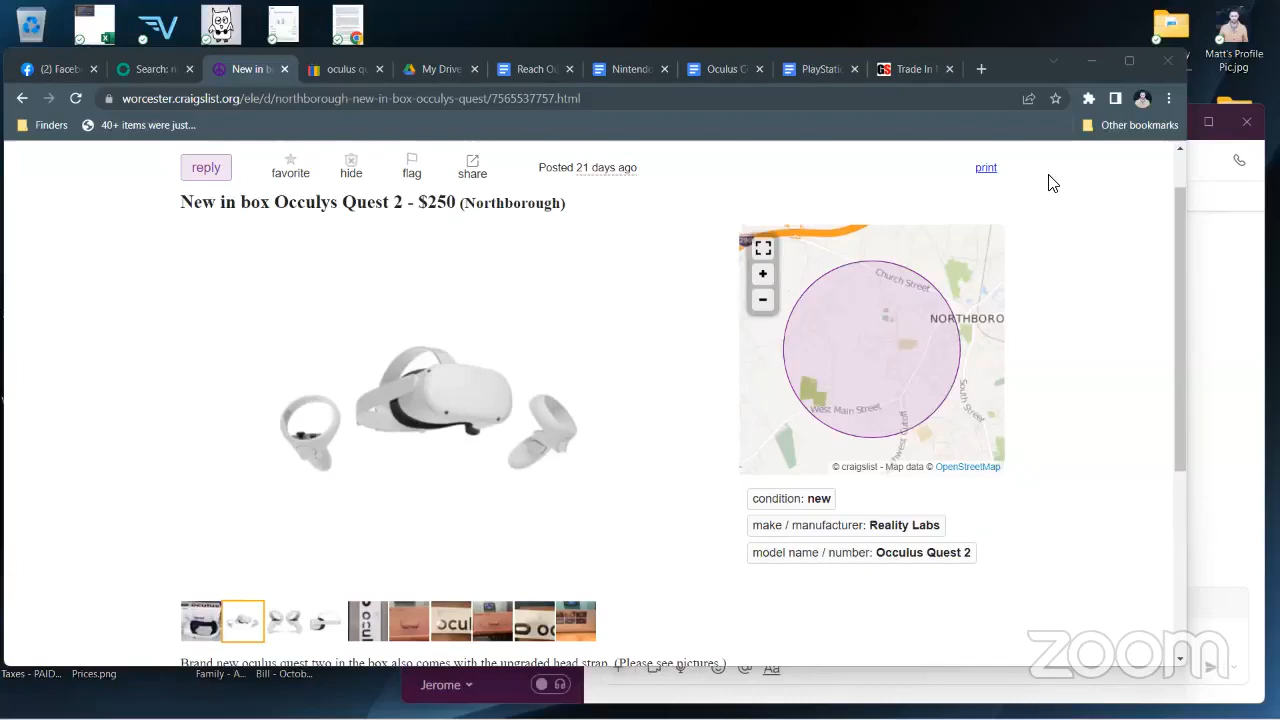 Matt's Profile
Pic.jpg
(2) Faceb
Search: n
New in b
oculus q
My Drive
Reach Ou
Nintendo
Oculus G
PlayStatio
GS
Trade In
worcester.craigslist.org/ele/d/northborough-new-in-box-occulys-quest/7565537757.html
Finders
40+ items were just...
Other bookmarks
reply
favorite
hide
flag
share
Posted 21 days ago
print
New in box Occulys Quest 2 - $250 (Northborough)
+
−
Church Street
NORTHBORO
West Main Street
South Street
© craigslist - Map data © OpenStreetMap
condition: new
make / manufacturer: Reality Labs
model name / number: Occulus Quest 2
oculus
ocul
Brand new oculus quest two in the box also comes with the upgraded head strap. (Please see pictures.)
Taxes - PAID...
Prices.png
Family - A...
Bill - Octob...
Jerome
Aa
zoom